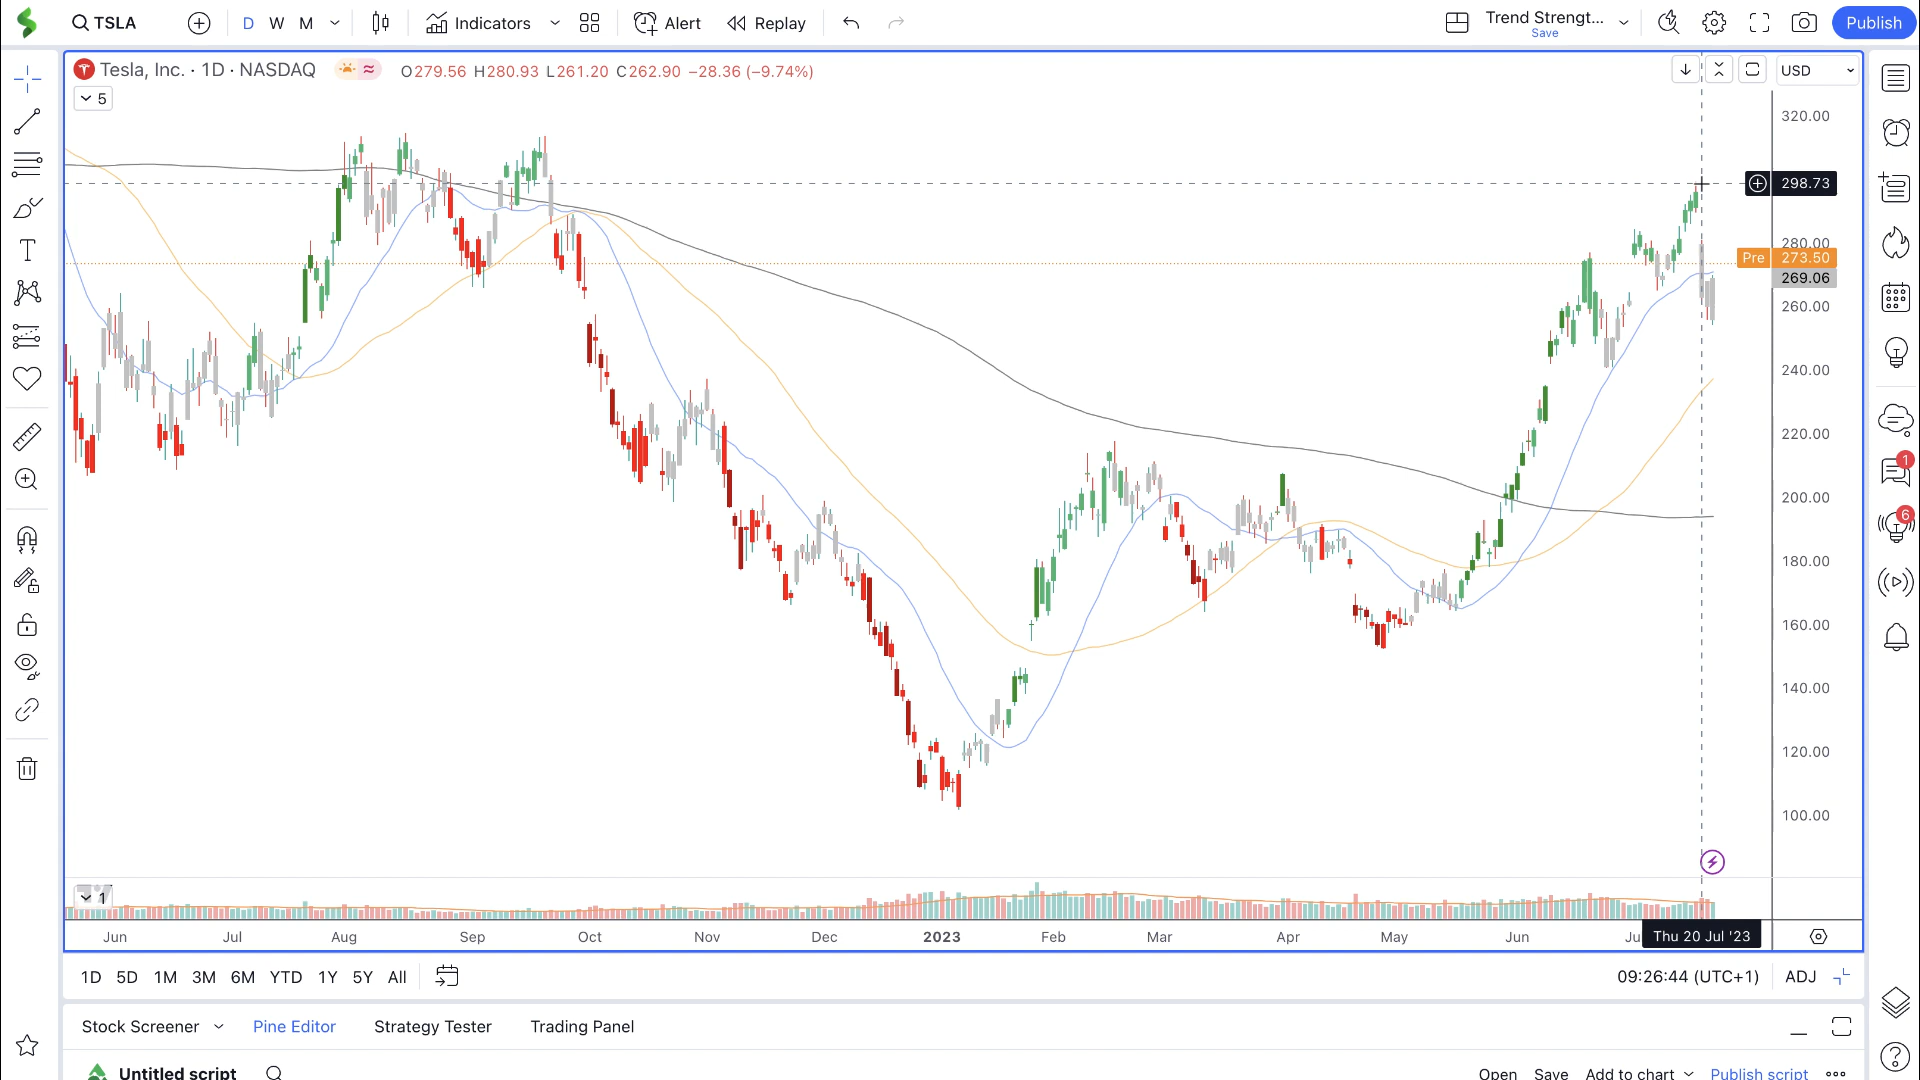 TSLA D W M Indicators Alert Replay Trend Strengt... Publish
Save
Tesla, Inc. · 1D · NASDAQ O279.56 H280.93 L261.20 C262.90 −28.36 (−9.74%) USD
5
320.00
298.73
280.00
Pre 273.50
269.06
260.00
240.00
220.00
200.00
180.00
160.00
140.00
120.00
100.00
1
Jun Jul Aug Sep Oct Nov Dec 2023 Feb Mar Apr May Jun Ju Thu 20 Jul '23
1D 5D 1M 3M 6M YTD 1Y 5Y All 09:26:44 (UTC+1) ADJ
Stock Screener Pine Editor Strategy Tester Trading Panel
Untitled script Open Save Add to chart Publish script
1
6